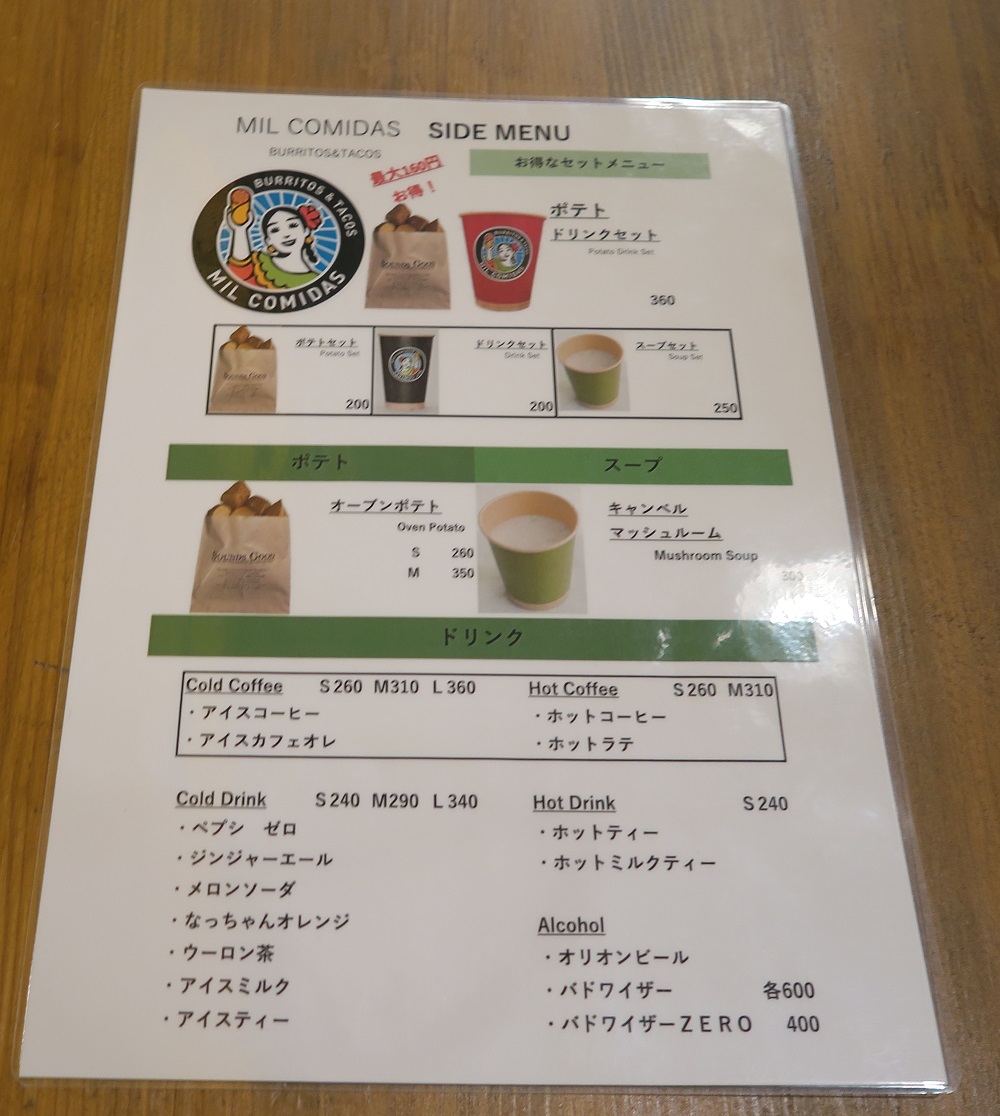 MIL COMIDAS SIDE MENU
BURRITOS&TACOS
お得なセットメニュー
最大160円
お得！
BURRITOS & TACOS
MIL COMIDAS
ポテト
ドリンクセット
Potato Drink Set
360
ポテトセット
Potato Set
200
ドリンクセット
Drink Set
200
スープセット
Soup Set
250
ポテト
スープ
オーブンポテト
Oven Potato
S 260
M 350
キャンベル
マッシュルーム
Mushroom Soup
300
ドリンク
Cold Coffee S260 M310 L360
・アイスコーヒー
・アイスカフェオレ
Hot Coffee S260 M310
・ホットコーヒー
・ホットラテ
Cold Drink S240 M290 L340
・ペプシ　ゼロ
・ジンジャーエール
・メロンソーダ
・なっちゃんオレンジ
・ウーロン茶
・アイスミルク
・アイスティー
Hot Drink S240
・ホットティー
・ホットミルクティー
Alcohol
・オリオンビール
・バドワイザー 各600
・バドワイザーＺＥＲＯ 400